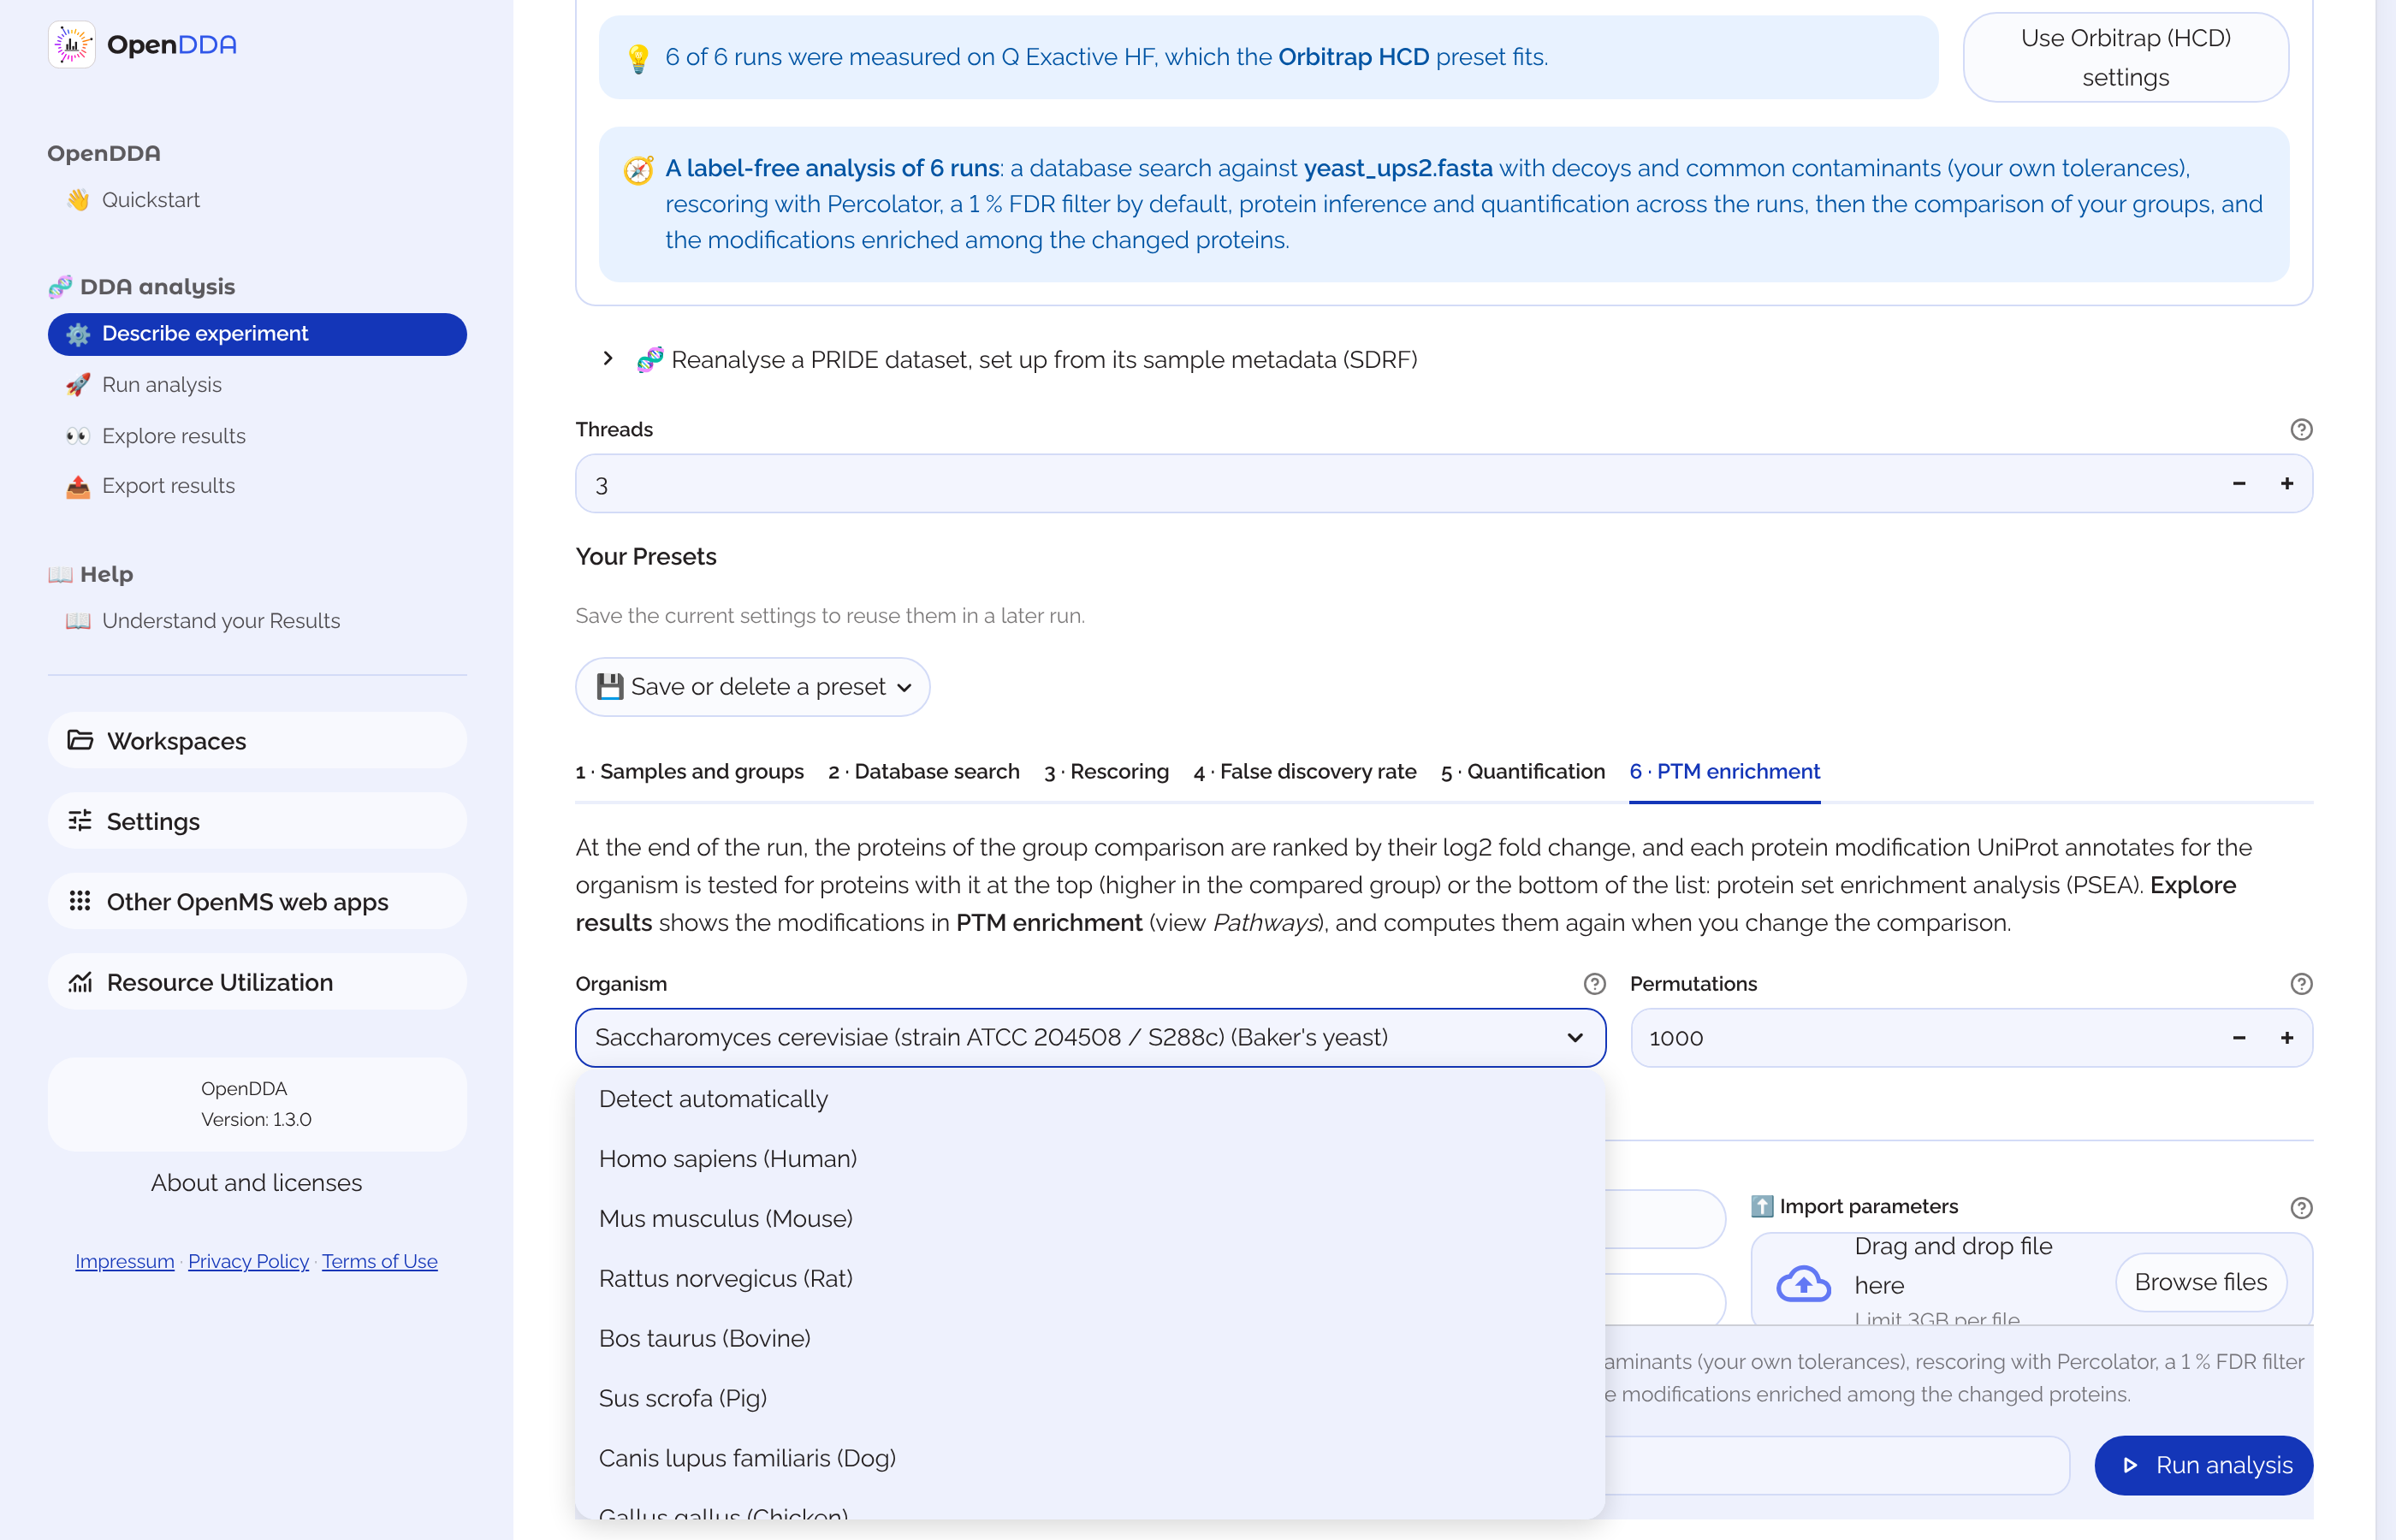 OpenDDA
OpenDDA
Quickstart
DDA analysis
Describe experiment
Run analysis
Explore results
Export results
Help
Understand your Results
Workspaces
Settings
Other OpenMS web apps
Resource Utilization
OpenDDA
Version: 1.3.0
About and licenses
Impressum · Privacy Policy · Terms of Use
6 of 6 runs were measured on Q Exactive HF, which the Orbitrap HCD preset fits.
Use Orbitrap (HCD)
settings
A label-free analysis of 6 runs: a database search against yeast_ups2.fasta with decoys and common contaminants (your own tolerances),
rescoring with Percolator, a 1 % FDR filter by default, protein inference and quantification across the runs, then the comparison of your groups, and
the modifications enriched among the changed proteins.
Reanalyse a PRIDE dataset, set up from its sample metadata (SDRF)
Threads
3
Your Presets
Save the current settings to reuse them in a later run.
Save or delete a preset
1 · Samples and groups 2 · Database search 3 · Rescoring 4 · False discovery rate 5 · Quantification 6 · PTM enrichment
At the end of the run, the proteins of the group comparison are ranked by their log2 fold change, and each protein modification UniProt annotates for the
organism is tested for proteins with it at the top (higher in the compared group) or the bottom of the list: protein set enrichment analysis (PSEA). Explore
results shows the modifications in PTM enrichment (view Pathways), and computes them again when you change the comparison.
Organism
Saccharomyces cerevisiae (strain ATCC 204508 / S288c) (Baker's yeast)
Permutations
1000
Detect automatically
Homo sapiens (Human)
Mus musculus (Mouse)
Rattus norvegicus (Rat)
Bos taurus (Bovine)
Sus scrofa (Pig)
Canis lupus familiaris (Dog)
Gallus gallus (Chicken)
Import parameters
Drag and drop file
here
Limit 3GB per file
Browse files
aminants (your own tolerances), rescoring with Percolator, a 1 % FDR filter
e modifications enriched among the changed proteins.
Run analysis